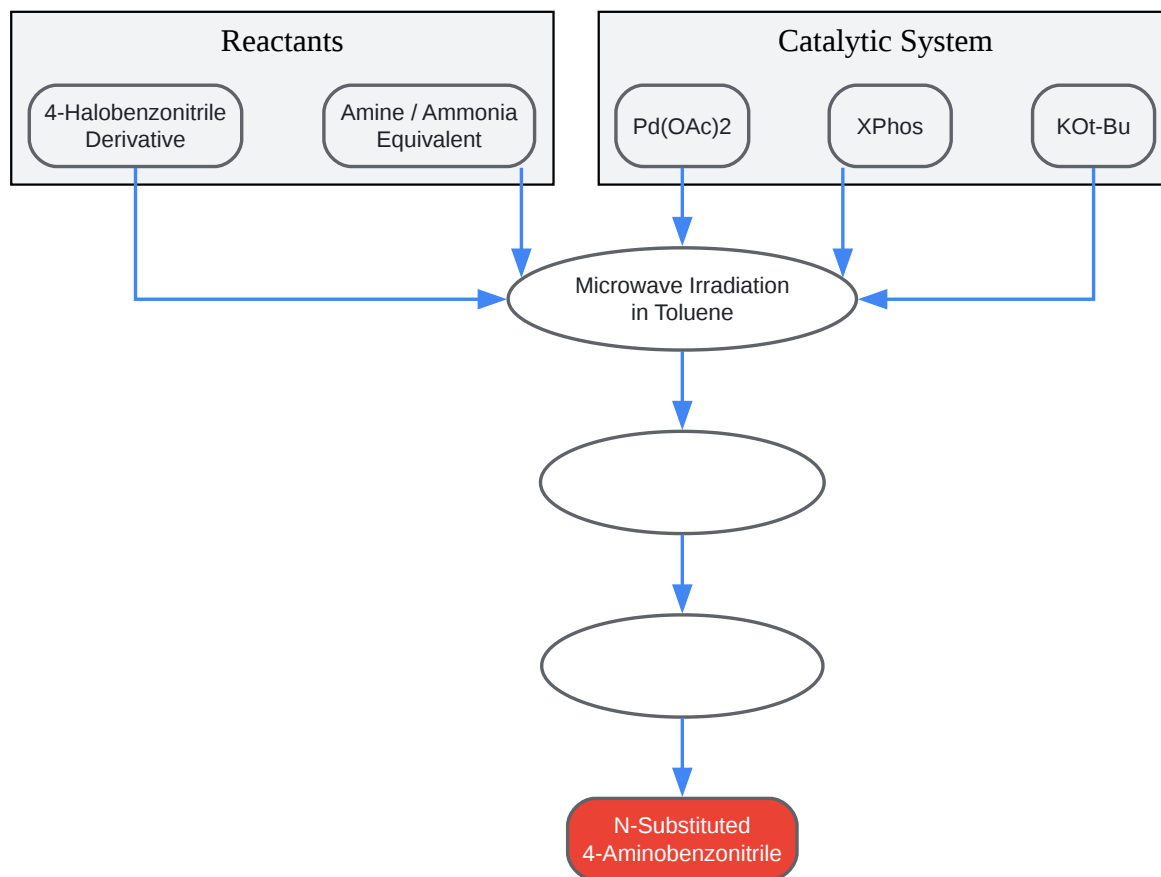 Reactants
Catalytic System
4-Halobenzonitrile
Derivative
Amine / Ammonia
Equivalent
Pd(OAc)2
XPhos
KOt-Bu
Microwave Irradiation
in Toluene
N-Substituted
4-Aminobenzonitrile